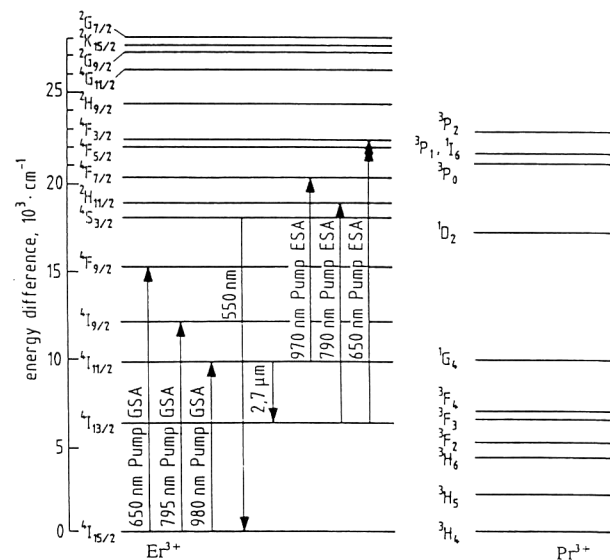 energy difference, 10³· cm⁻¹
25
20
15
10
5
0
²G₇/₂
²K₁₅/₂
²G₉/₂
⁴G₁₁/₂
²H₉/₂
⁴F₃/₂
⁴F₅/₂
⁴F₇/₂
²H₁₁/₂
⁴S₃/₂
⁴F₉/₂
⁴I₉/₂
⁴I₁₁/₂
⁴I₁₃/₂
⁴I₁₅/₂
650 nm Pump GSA
795 nm Pump GSA
980 nm Pump GSA
550 nm
2,7 µm
970 nm Pump ESA
790 nm Pump ESA
650 nm Pump ESA
Er³⁺
³P₂
³P₁, ¹I₆
³P₀
¹D₂
¹G₄
³F₄
³F₃
³F₂
³H₆
³H₅
³H₄
Pr³⁺